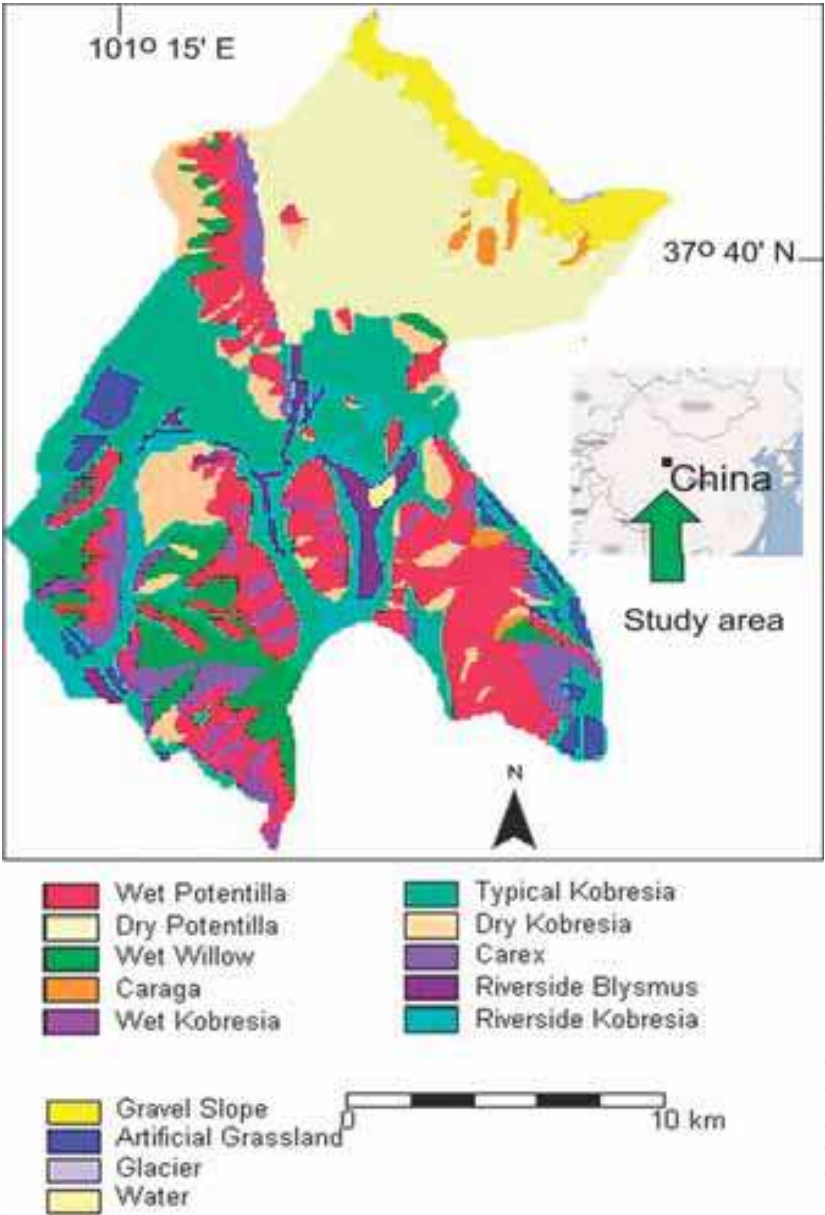 101º 15' E
37º 40' N
China
Study area
N
Wet Potentilla
Dry Potentilla
Wet Willow
Caraga
Wet Kobresia
Typical Kobresia
Dry Kobresia
Carex
Riverside Blysmus
Riverside Kobresia
Gravel Slope
Artificial Grassland
Glacier
Water
0 10 km